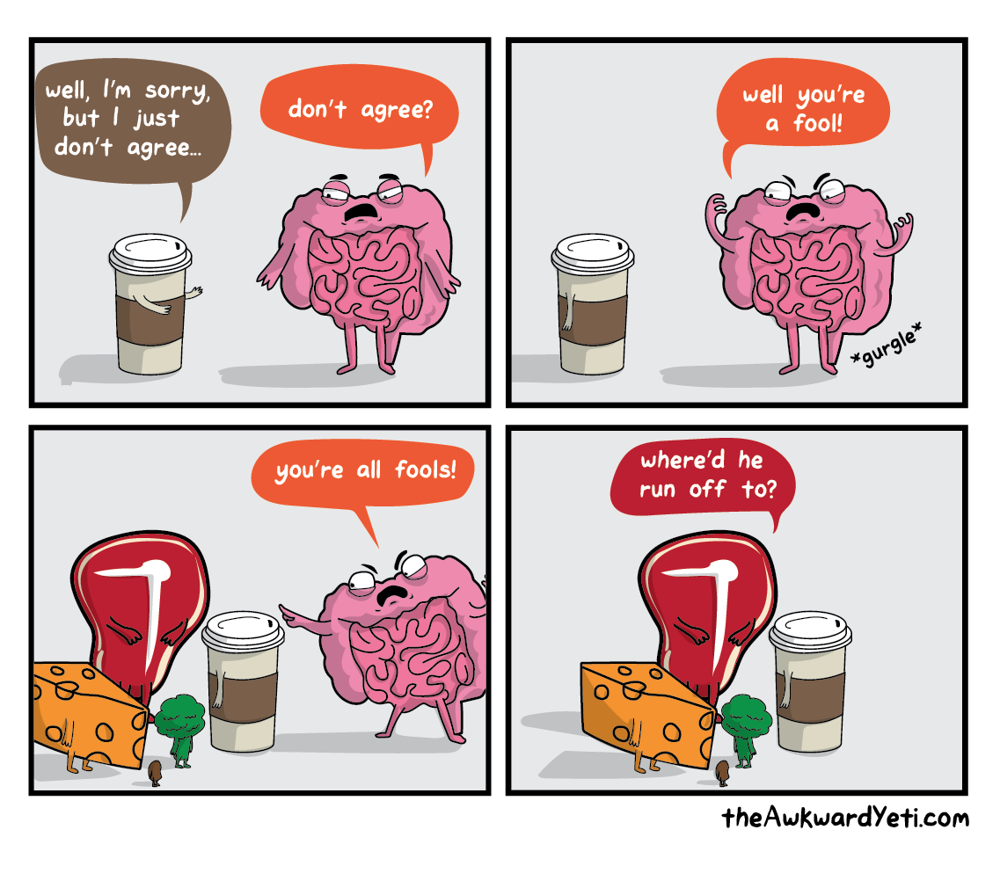 well, I'm sorry,
but I just
don't agree...
don't agree?
well you're
a fool!
*gurgle*
you're all fools!
where'd he
run off to?
theAwkwardYeti.com